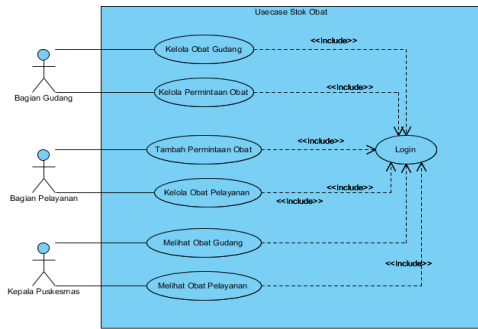 Usecase Stok Obat
Kelola Obat Gudang
<<Include>>
Bagian Gudang
Kelola Permintaan Obat
<<Include>>
Bagian Pelayanan
Tambah Permintaan Obat
Login
Kelola Obat Pelayanan
<<Include>>
<<Include>>
Kepala Puskesmas
Melihat Obat Gudang
<<Include>>
Melihat Obat Pelayanan